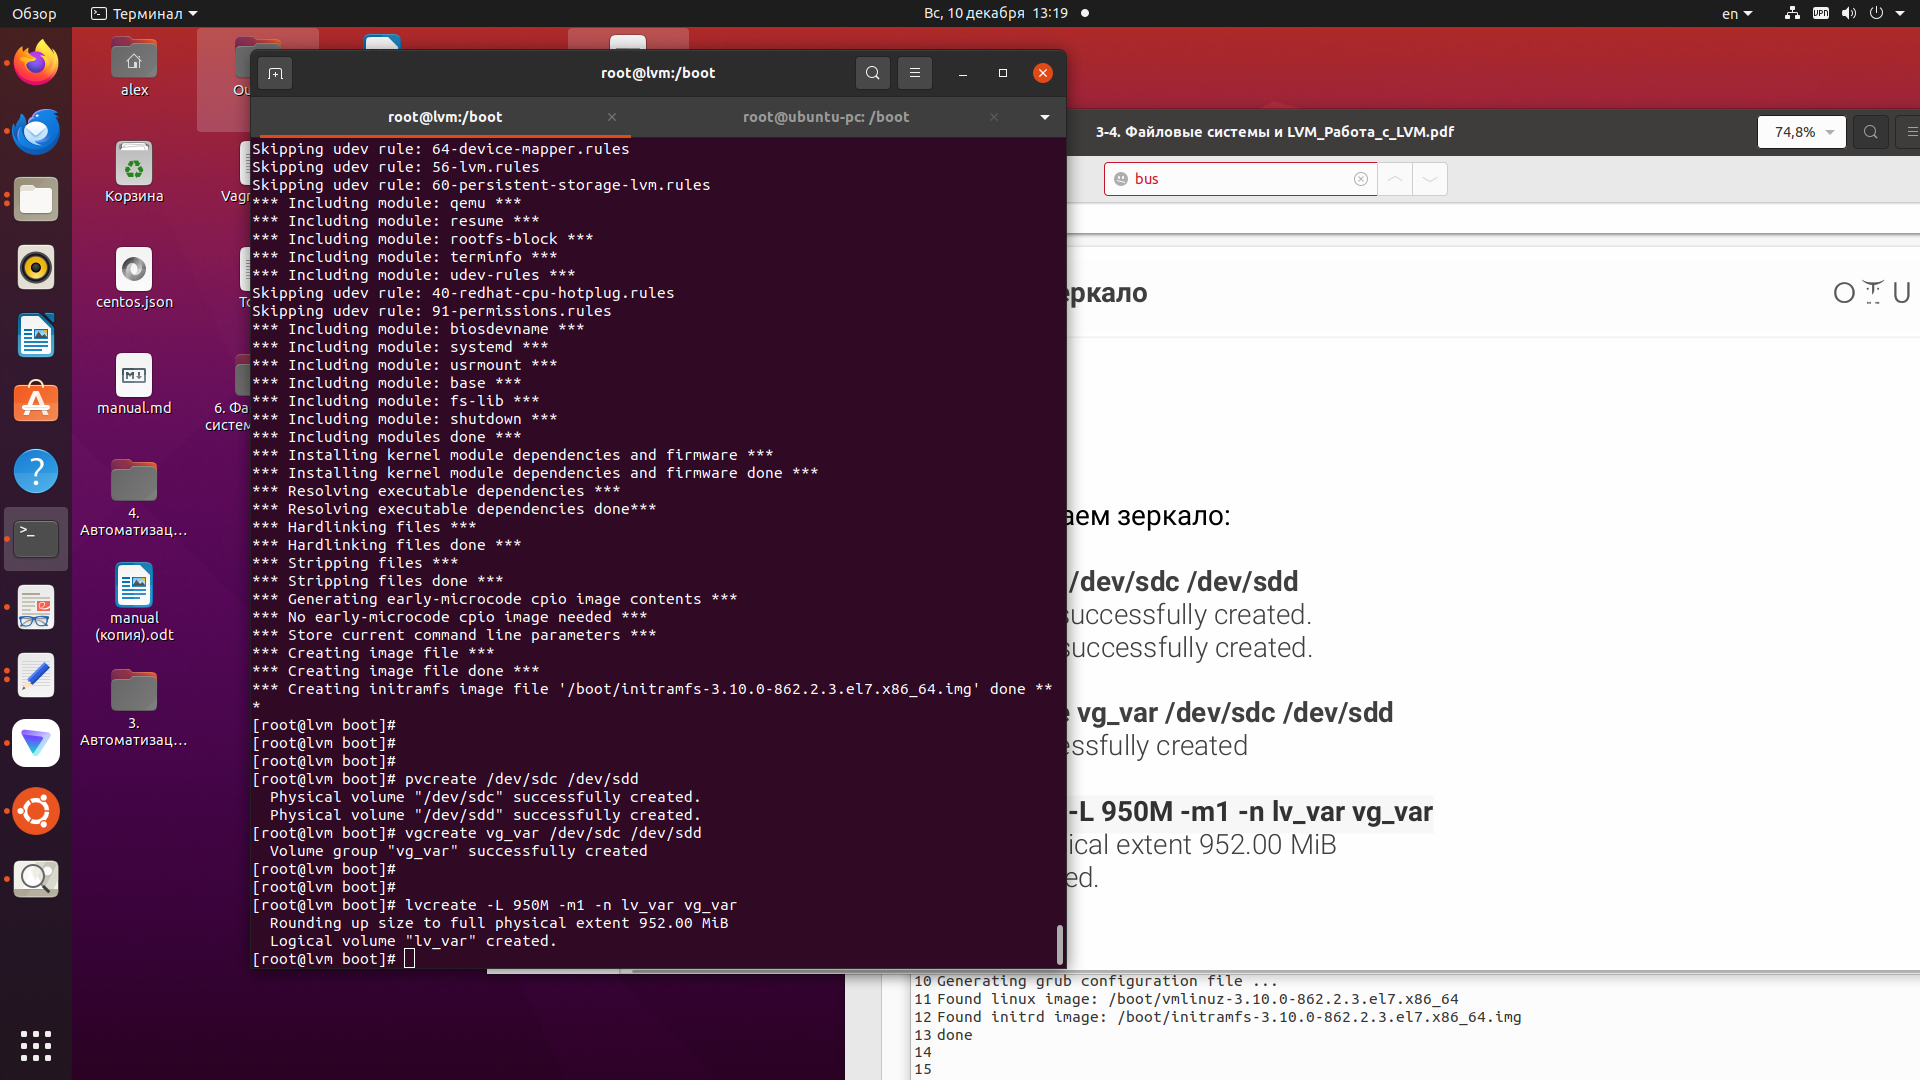 Обзор
Терминал
Вс, 10 декабря 13:19
en
VPN
alex
Корзина
centos.json
manual.md
4.
Автоматизац…
manual
(копия).odt
3.
Автоматизац…
root@lvm:/boot
root@lvm:/boot
root@ubuntu-pc: /boot
Skipping udev rule: 64-device-mapper.rules
Skipping udev rule: 56-lvm.rules
Skipping udev rule: 60-persistent-storage-lvm.rules
*** Including module: qemu ***
*** Including module: resume ***
*** Including module: rootfs-block ***
*** Including module: terminfo ***
*** Including module: udev-rules ***
Skipping udev rule: 40-redhat-cpu-hotplug.rules
Skipping udev rule: 91-permissions.rules
*** Including module: biosdevname ***
*** Including module: systemd ***
*** Including module: usrmount ***
*** Including module: base ***
*** Including module: fs-lib ***
*** Including module: shutdown ***
*** Including modules done ***
*** Installing kernel module dependencies and firmware ***
*** Installing kernel module dependencies and firmware done ***
*** Resolving executable dependencies ***
*** Resolving executable dependencies done***
*** Hardlinking files ***
*** Hardlinking files done ***
*** Stripping files ***
*** Stripping files done ***
*** Generating early-microcode cpio image contents ***
*** No early-microcode cpio image needed ***
*** Store current command line parameters ***
*** Creating image file ***
*** Creating image file done ***
*** Creating initramfs image file '/boot/initramfs-3.10.0-862.2.3.el7.x86_64.img' done **
*
[root@lvm boot]#
[root@lvm boot]#
[root@lvm boot]#
[root@lvm boot]# pvcreate /dev/sdc /dev/sdd
Physical volume "/dev/sdc" successfully created.
Physical volume "/dev/sdd" successfully created.
[root@lvm boot]# vgcreate vg_var /dev/sdc /dev/sdd
Volume group "vg_var" successfully created
[root@lvm boot]#
[root@lvm boot]#
[root@lvm boot]# lvcreate -L 950M -m1 -n lv_var vg_var
Rounding up size to full physical extent 952.00 MiB
Logical volume "lv_var" created.
[root@lvm boot]#
3-4. Файловые системы и LVM_Работа_с_LVM.pdf
74,8%
bus
еркало
аем зеркало:
/dev/sdc /dev/sdd
successfully created.
successfully created.
vg_var /dev/sdc /dev/sdd
essfully created
-L 950M -m1 -n lv_var vg_var
ical extent 952.00 MiB
ed.
10 Generating grub configuration file ...
11 Found linux image: /boot/vmlinuz-3.10.0-862.2.3.el7.x86_64
12 Found initrd image: /boot/initramfs-3.10.0-862.2.3.el7.x86_64.img
13 done
14
15